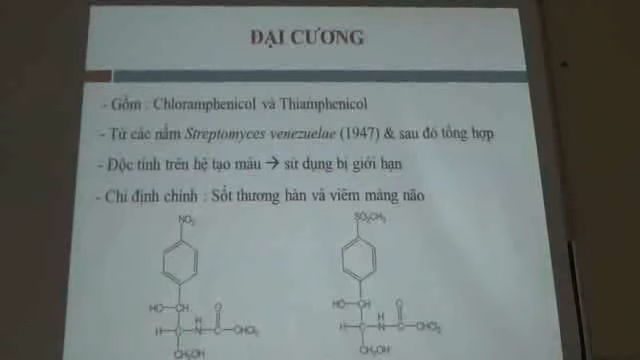 ĐẠI CƯƠNG
- Gồm : Chloramphenicol và Thiamphenicol
- Từ các nấm Streptomyces venezuelae (1947) & sau đó tổng hợp
- Độc tính trên hệ tạo máu → sử dụng bị giới hạn
- Chỉ định chính : Sốt thương hàn và viêm màng não
NO₂ SO₂CH₃
HO CH O HO CH O
H C N H C CHCl₂ H C N H C CHCl₂
CH₂OH CH₂OH